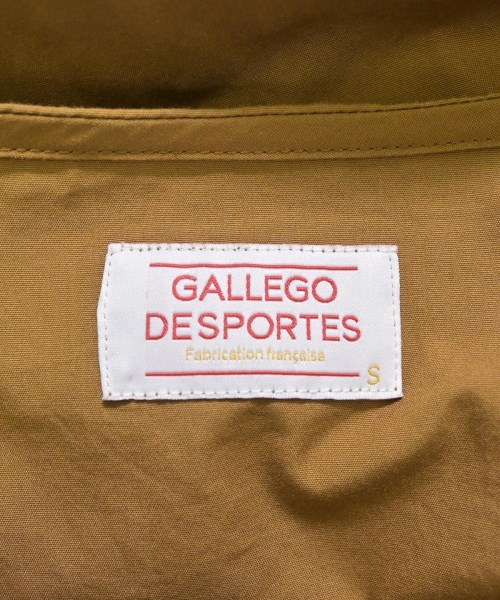 GALLEGO
DESPORTES
Fabrication française
S